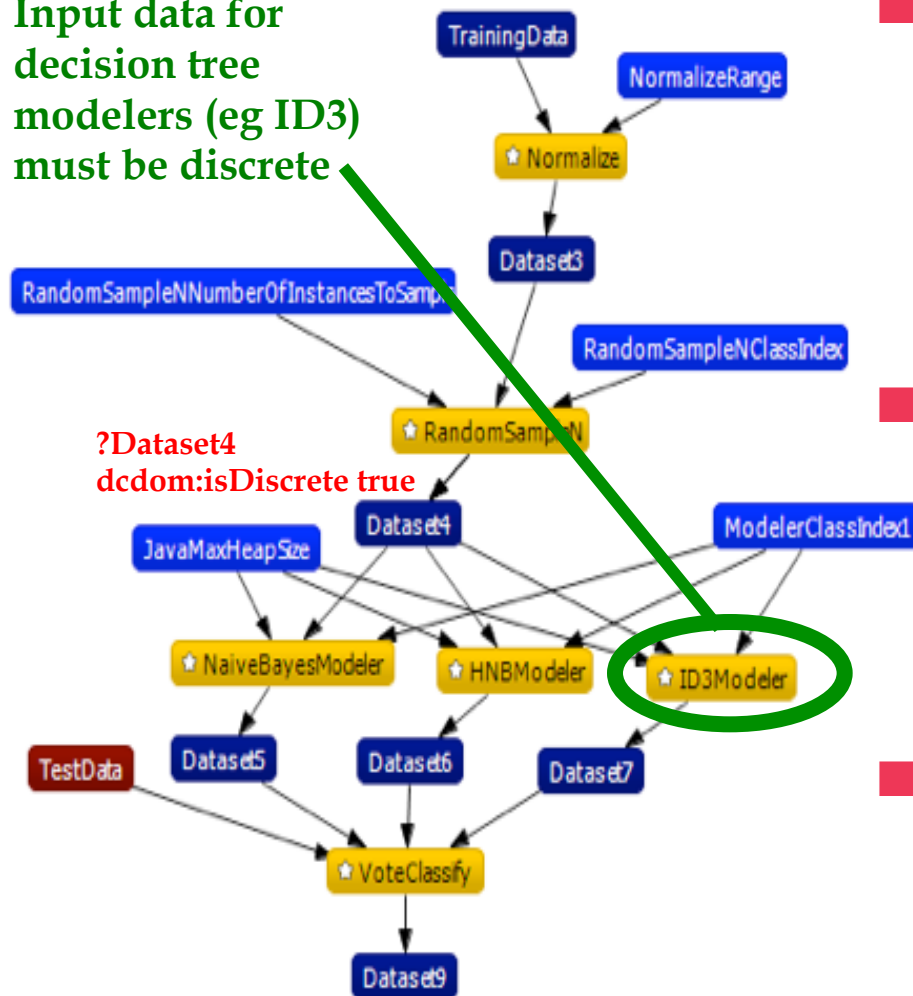 Input data for
decision tree
modelers (eg ID3)
must be discrete
TrainingData
NormalizeRange
Normalize
Dataset3
RandomSampleNNumberOfInstancesToSample
RandomSampleNClassIndex
RandomSampleN
?Dataset4
dcdom:isDiscrete true
Dataset4
JavaMaxHeapSize
ModelerClassIndex1
NaiveBayesModeler
HNBModeler
ID3Modeler
TestData
Dataset5
Dataset6
Dataset7
VoteClassify
Dataset9